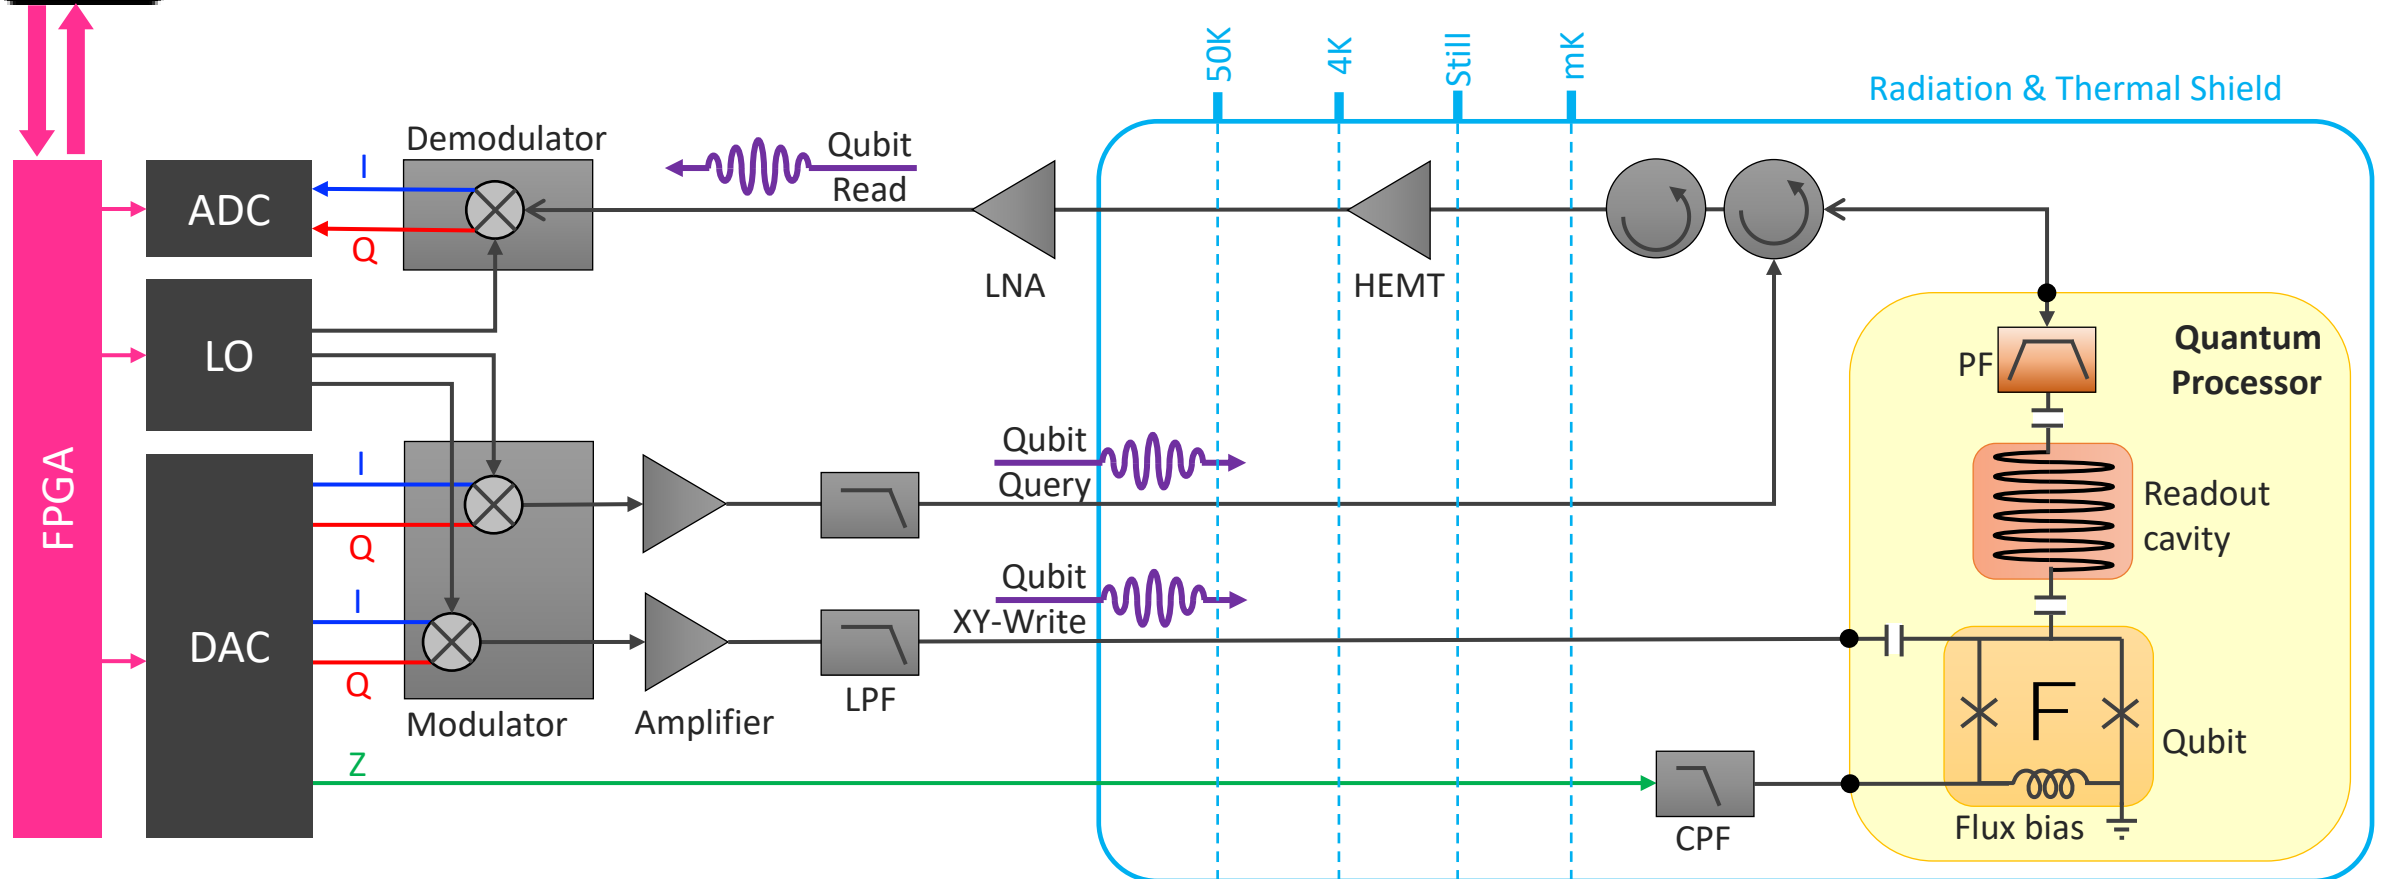 50K
4K
Still
mK
Radiation & Thermal Shield
Demodulator
Qubit
Read
I
ADC
Q
LNA
HEMT
LO
PF
Quantum
Processor
FPGA
I
Q
Qubit
Query
Readout
cavity
DAC
I
Q
Qubit
XY-Write
LPF
Modulator
Amplifier
F
Qubit
Z
CPF
Flux bias